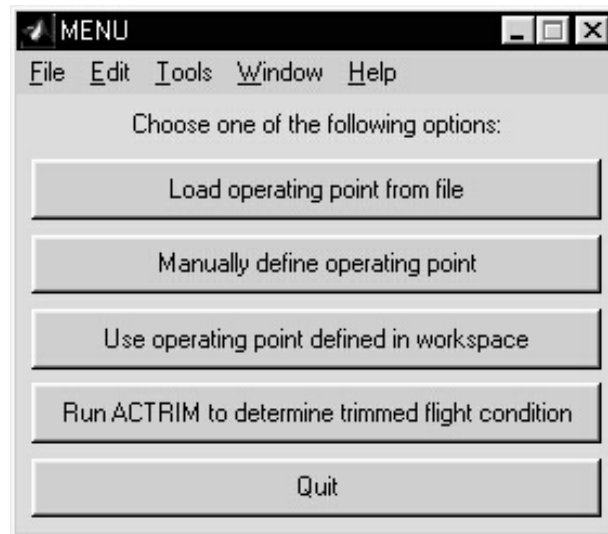 MENU
File Edit Tools Window Help
Choose one of the following options:
Load operating point from file
Manually define operating point
Use operating point defined in workspace
Run ACTRIM to determine trimmed flight condition
Quit